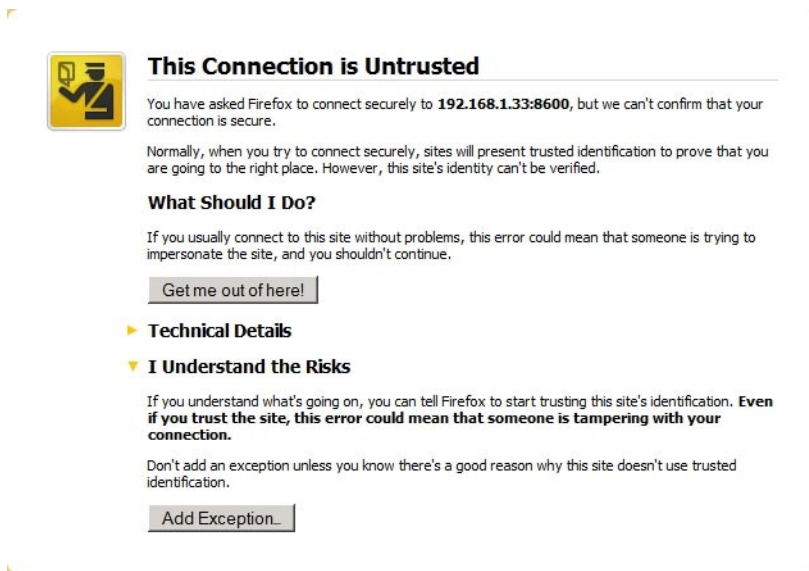 This Connection is Untrusted
You have asked Firefox to connect securely to 192.168.1.33:8600, but we can't confirm that your
connection is secure.
Normally, when you try to connect securely, sites will present trusted identification to prove that you
are going to the right place. However, this site's identity can't be verified.
What Should I Do?
If you usually connect to this site without problems, this error could mean that someone is trying to
impersonate the site, and you shouldn't continue.
Get me out of here!
Technical Details
I Understand the Risks
If you understand what's going on, you can tell Firefox to start trusting this site's identification. Even
if you trust the site, this error could mean that someone is tampering with your
connection.
Don't add an exception unless you know there's a good reason why this site doesn't use trusted
identification.
Add Exception...